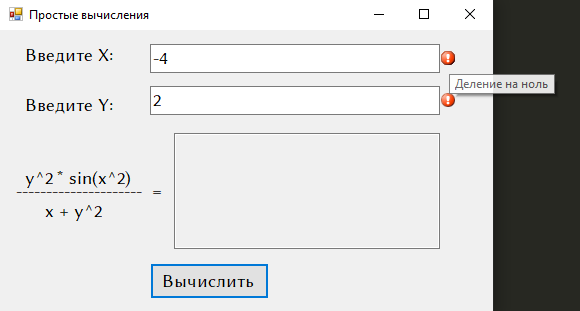 Простые вычисления
Введите X:
-4
Деление на ноль
Введите Y:
2
y^2 * sin(x^2)
-----------------------
=
x + y^2
Вычислить